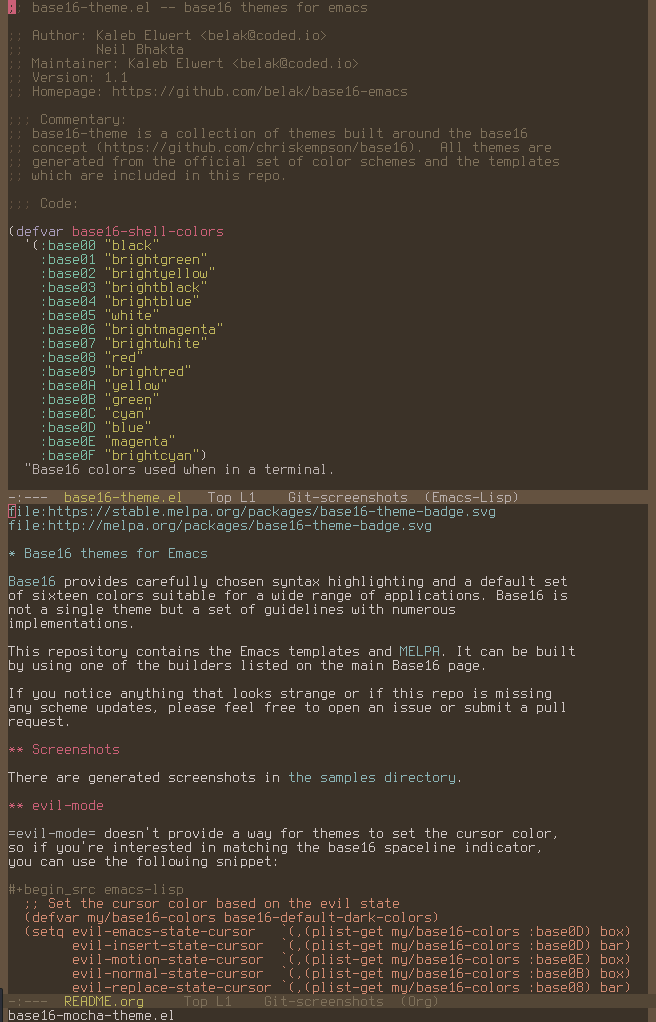 ;; base16-theme.el -- base16 themes for emacs
;; Author: Kaleb Elwert <belak@coded.io>
;;         Neil Bhakta
;; Maintainer: Kaleb Elwert <belak@coded.io>
;; Version: 1.1
;; Homepage: https://github.com/belak/base16-emacs
;;; Commentary:
;; base16-theme is a collection of themes built around the base16
;; concept (https://github.com/chriskempson/base16).  All themes are
;; generated from the official set of color schemes and the templates
;; which are included in this repo.
;;; Code:
(defvar base16-shell-colors
  '(:base00 "black"
    :base01 "brightgreen"
    :base02 "brightyellow"
    :base03 "brightblack"
    :base04 "brightblue"
    :base05 "white"
    :base06 "brightmagenta"
    :base07 "brightwhite"
    :base08 "red"
    :base09 "brightred"
    :base0A "yellow"
    :base0B "green"
    :base0C "cyan"
    :base0D "blue"
    :base0E "magenta"
    :base0F "brightcyan")
  "Base16 colors used when in a terminal.
-:---  base16-theme.el   Top L1    Git-screenshots  (Emacs-Lisp)
file:https://stable.melpa.org/packages/base16-theme-badge.svg
file:http://melpa.org/packages/base16-theme-badge.svg
* Base16 themes for Emacs
Base16 provides carefully chosen syntax highlighting and a default set
of sixteen colors suitable for a wide range of applications. Base16 is
not a single theme but a set of guidelines with numerous
implementations.
This repository contains the Emacs templates and MELPA. It can be built
by using one of the builders listed on the main Base16 page.
If you notice anything that looks strange or if this repo is missing
any scheme updates, please feel free to open an issue or submit a pull
request.
** Screenshots
There are generated screenshots in the samples directory.
** evil-mode
=evil-mode= doesn't provide a way for themes to set the cursor color,
so if you're interested in matching the base16 spaceline indicator,
you can use the following snippet:
#+begin_src emacs-lisp
  ;; Set the cursor color based on the evil state
  (defvar my/base16-colors base16-default-dark-colors)
  (setq evil-emacs-state-cursor   `(,(plist-get my/base16-colors :base0D) box)
        evil-insert-state-cursor  `(,(plist-get my/base16-colors :base0D) bar)
        evil-motion-state-cursor  `(,(plist-get my/base16-colors :base0E) box)
        evil-normal-state-cursor  `(,(plist-get my/base16-colors :base0B) box)
        evil-replace-state-cursor `(,(plist-get my/base16-colors :base08) bar)
-:---  README.org     Top L1    Git-screenshots  (Org)
base16-mocha-theme.el